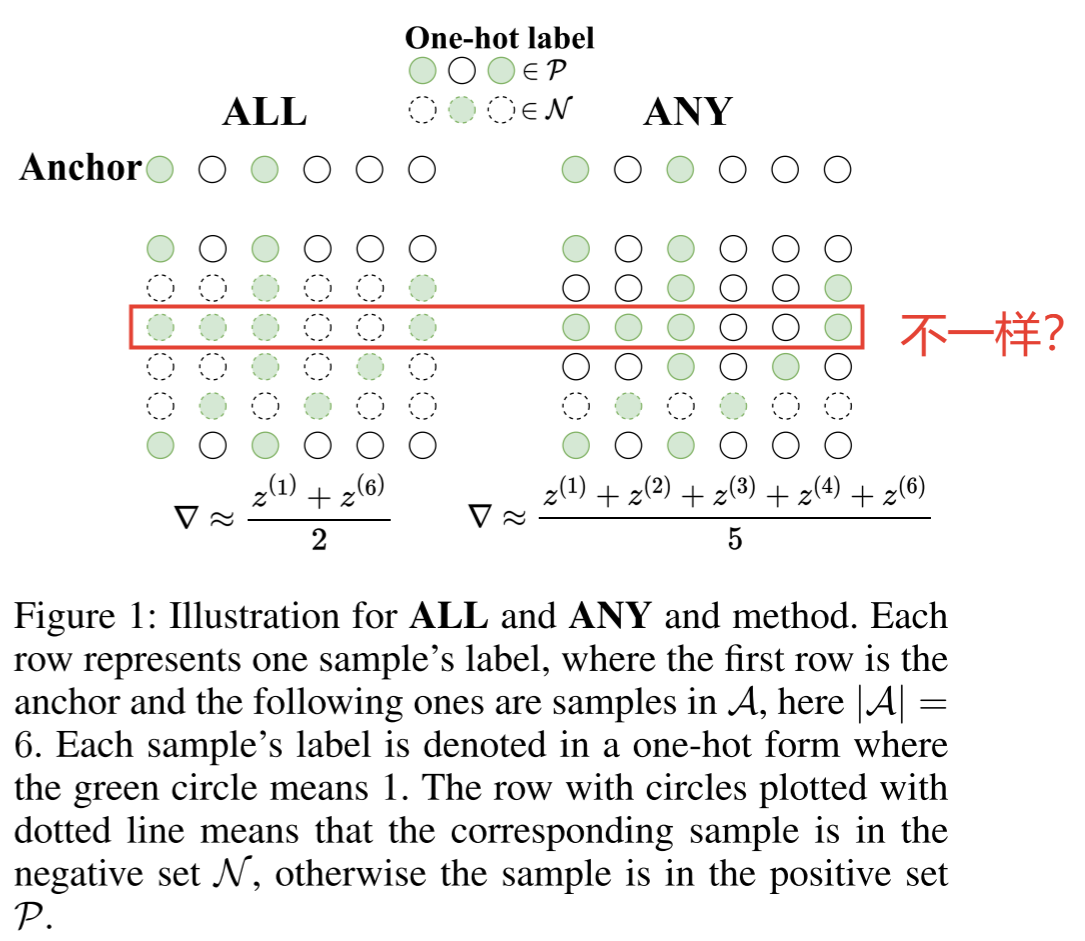 One-hot label
∈ P
∈ N
ALL
ANY
Anchor
不一样?
∇ ≈ \frac{z^{(1)} + z^{(6)}}{2}
∇ ≈ \frac{z^{(1)} + z^{(2)} + z^{(3)} + z^{(4)} + z^{(6)}}{5}
Figure 1: Illustration for ALL and ANY and method. Each
row represents one sample’s label, where the first row is the
anchor and the following ones are samples in A, here |A| =
6. Each sample’s label is denoted in a one-hot form where
the green circle means 1. The row with circles plotted with
dotted line means that the corresponding sample is in the
negative set N, otherwise the sample is in the positive set
P.